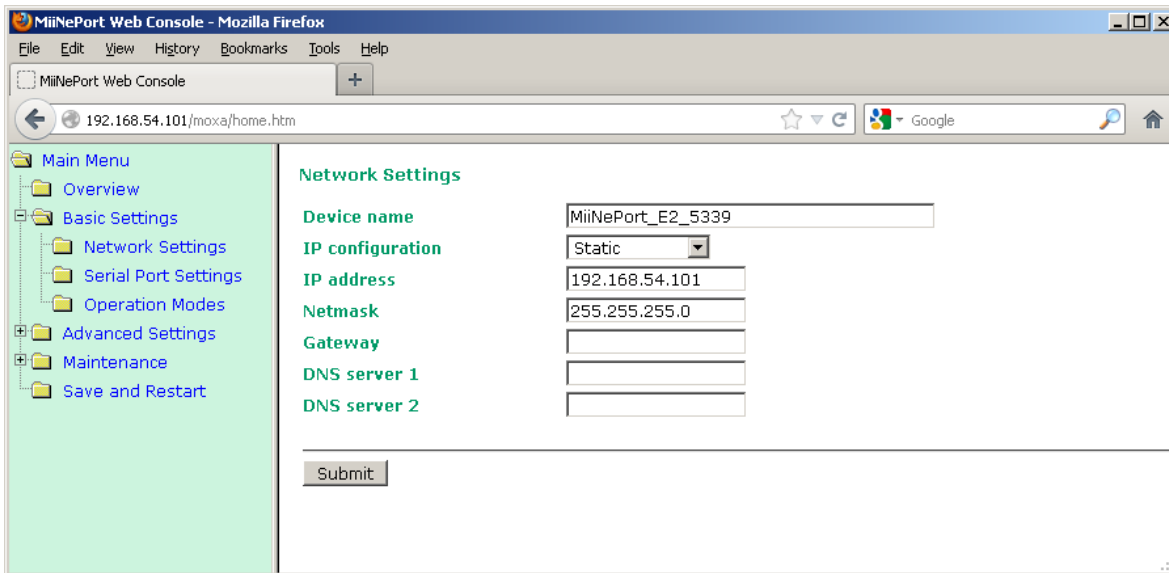 MiiNePort Web Console - Mozilla Firefox
File Edit View History Bookmarks Tools Help
MiiNePort Web Console
192.168.54.101/moxa/home.htm Google
Main Menu
Overview
Basic Settings
Network Settings
Serial Port Settings
Operation Modes
Advanced Settings
Maintenance
Save and Restart
Network Settings
Device name MiiNePort_E2_5339
IP configuration Static
IP address 192.168.54.101
Netmask 255.255.255.0
Gateway
DNS server 1
DNS server 2
Submit